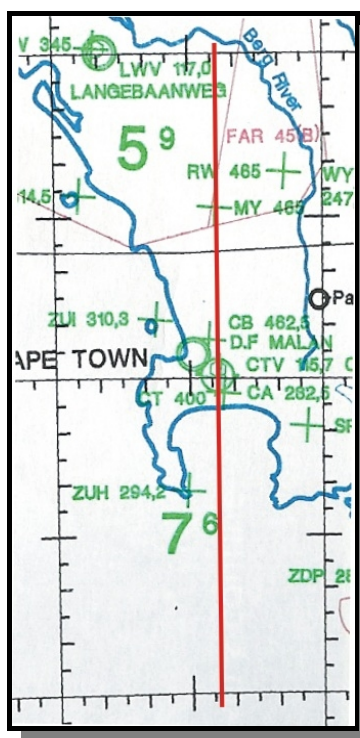 V 345
LWV 117,0
LANGEBAANWEG
Berg River
5 9
FAR 45(B)
RW 465
WY
247
14,5
MY 465
Pa
ZUI 310,3
CB 462,5
D.F MALAN
APE TOWN
CTV 115,7 C
CT 400
CA 282,5
ZUH 294,2
7 6